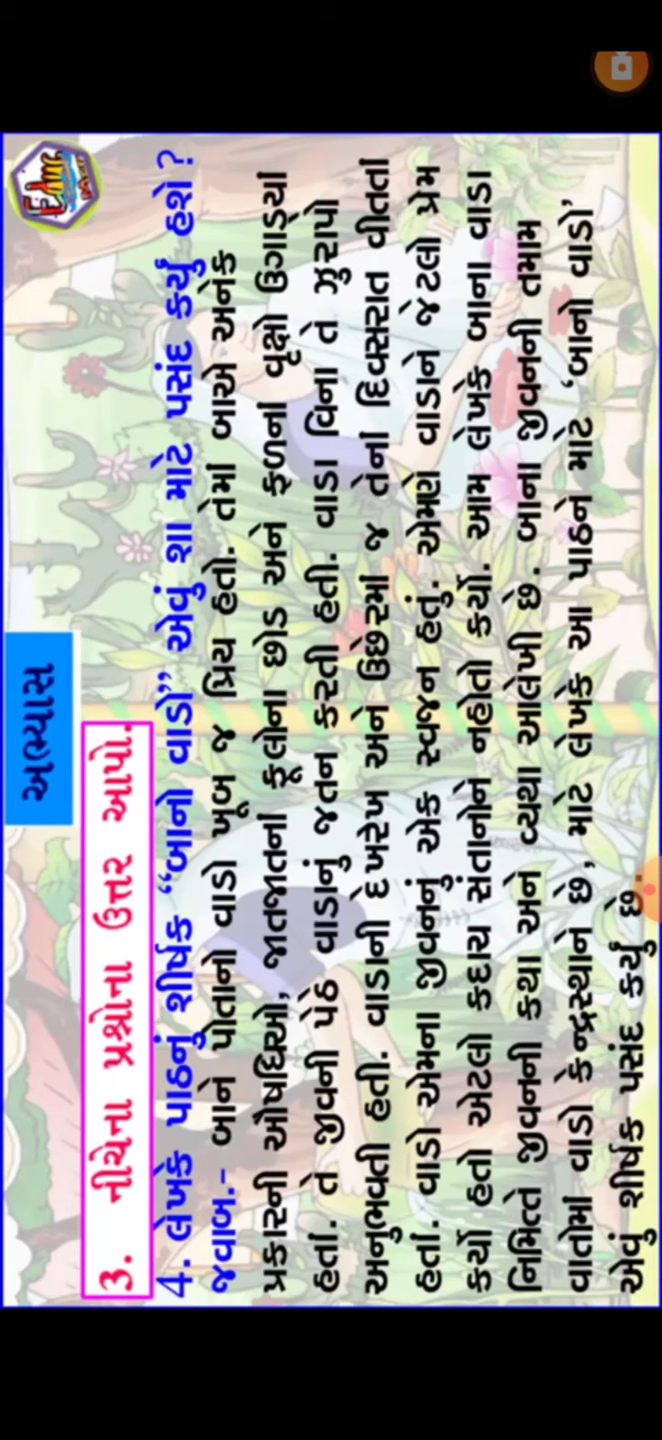 અભ્યાસ
3. નીચેના પ્રશ્નોના ઉત્તર આપો.
4. લેખકે પાઠનું શીર્ષક “બાનો વાડો” એવું શા માટે પસંદ કર્યું હશે ?
જવાબ.- બાને પોતાનો વાડો ખૂબ જ પ્રિય હતો. તેમાં બાએ અનેક
પ્રકારની ઔષધિઓ, જાતજાતનાં ફૂલોના છોડ અને ફળનાં વૃક્ષો ઉગાડ્યાં
હતાં. તે જીવની પેઠે વાડાનું જતન કરતી હતી. વાડા વિના તે ઝુરાપો
અનુભવતી હતી. વાડાની દેખરેખ અને ઉછેરમાં જ તેનાં દિવસરાત વીતતાં
હતાં. વાડો એમના જીવનનું એક સ્વજન હતું. એમણે વાડાને જેટલો પ્રેમ
કર્યો હતો એટલો કદાચ સંતાનોને નહોતો કર્યો. આમ લેખકે બાના વાડા
નિમિત્તે જીવનની કથા અને વ્યથા આલેખી છે. બાના જીવનની તમામ
વાતોમાં વાડો કેન્દ્રસ્થાને છે, માટે લેખકે આ પાઠને માટે ‘બાનો વાડો’
એવું શીર્ષક પસંદ કર્યું છે.